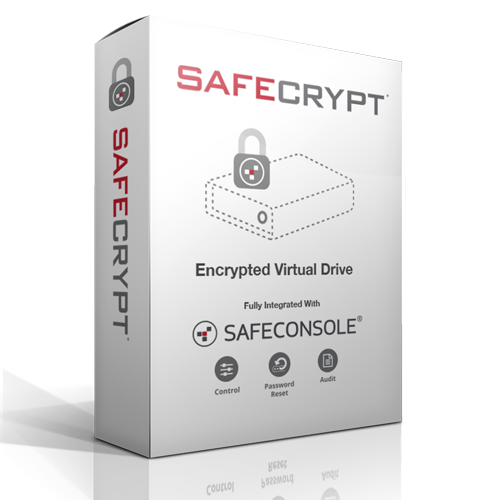 SAFECRYPT
SAFECRYPT
Encrypted Virtual Drive
Fully Integrated With
SAFECONSOLE®
Control
Password
Reset
Audit